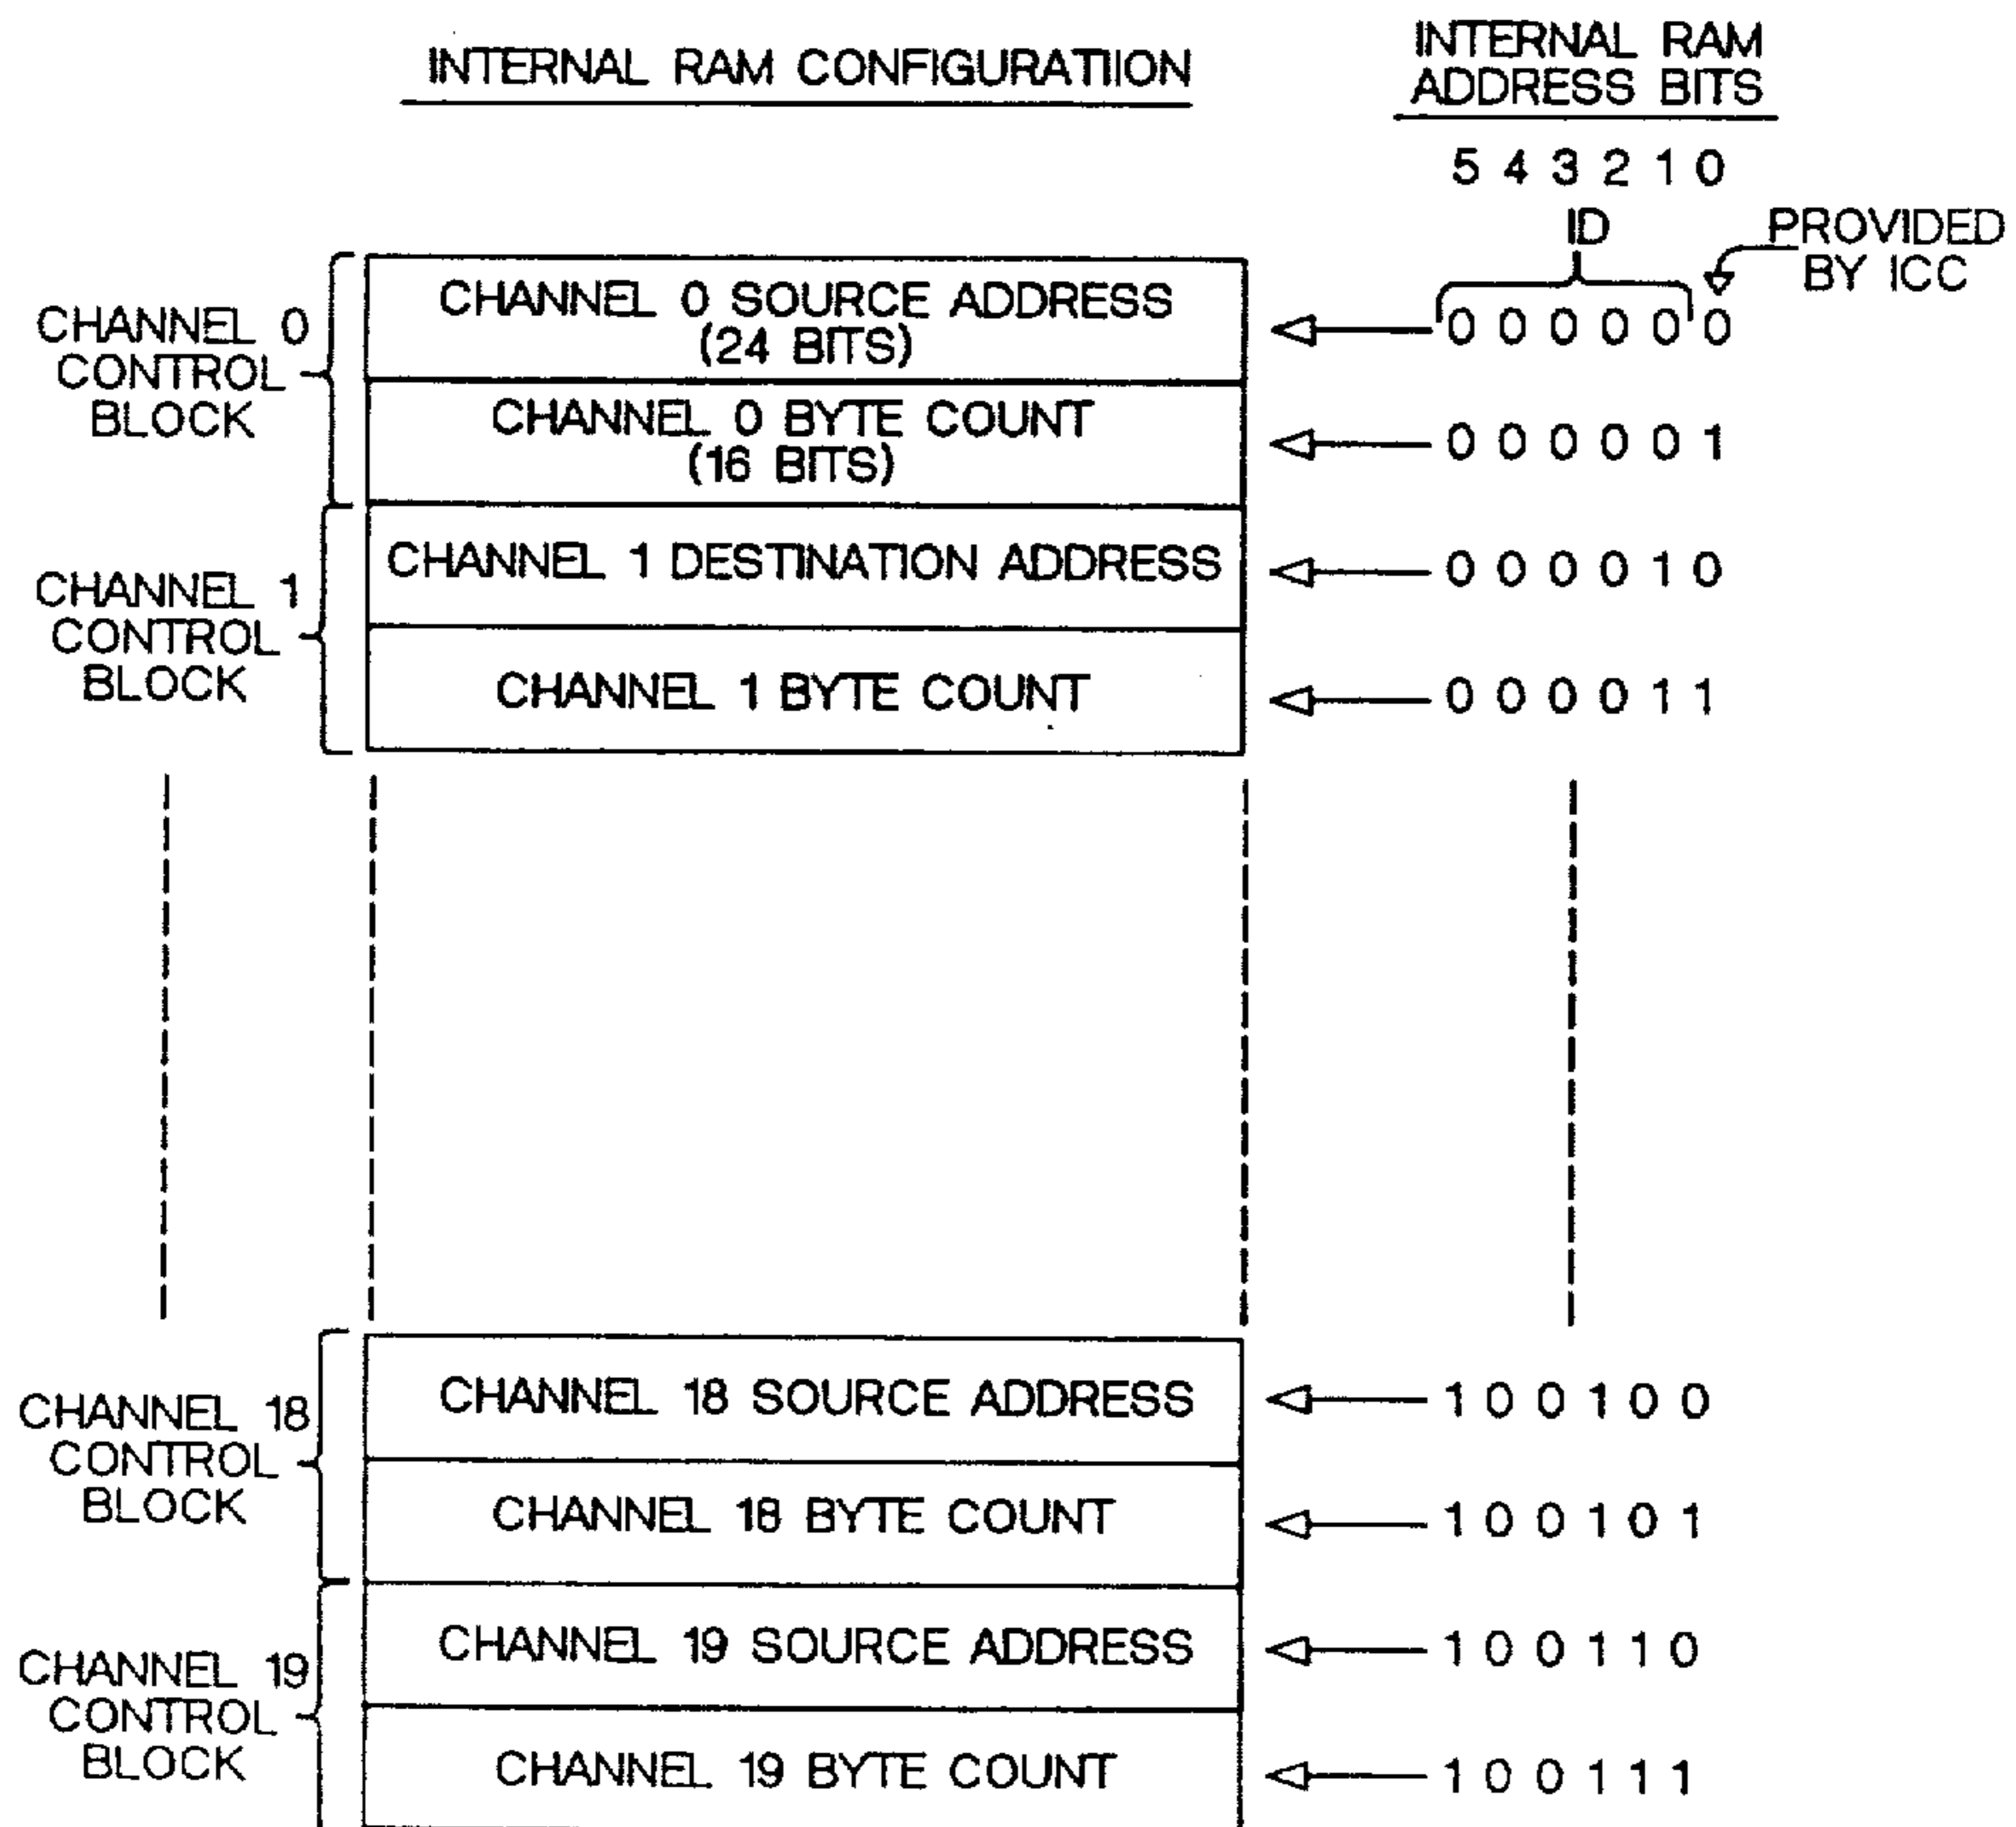 INTERNAL RAM CONFIGURATIION
INTERNAL RAM
ADDRESS BITS
5 4 3 2 1 0
ID
PROVIDED
BY ICC
CHANNEL 0
CONTROL
BLOCK
CHANNEL 0 SOURCE ADDRESS
(24 BITS)
0 0 0 0 0 0
CHANNEL 0 BYTE COUNT
(16 BITS)
0 0 0 0 0 1
CHANNEL 1
CONTROL
BLOCK
CHANNEL 1 DESTINATION ADDRESS
0 0 0 0 1 0
CHANNEL 1 BYTE COUNT
0 0 0 0 1 1
CHANNEL 18
CONTROL
BLOCK
CHANNEL 18 SOURCE ADDRESS
1 0 0 1 0 0
CHANNEL 18 BYTE COUNT
1 0 0 1 0 1
CHANNEL 19
CONTROL
BLOCK
CHANNEL 19 SOURCE ADDRESS
1 0 0 1 1 0
CHANNEL 19 BYTE COUNT
1 0 0 1 1 1